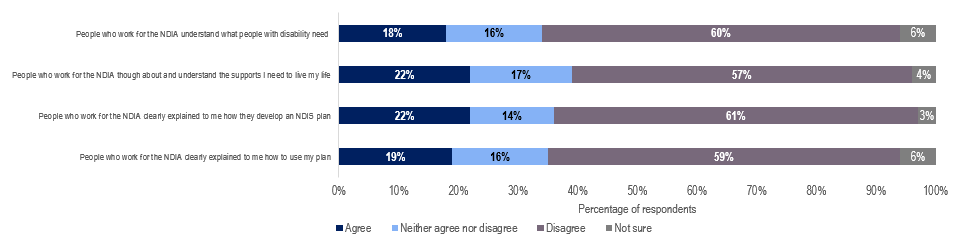 People who work for the NDIA understand what people with disability need
18% 16% 60% 6%
People who work for the NDIA though about and understand the supports I need to live my life
22% 17% 57% 4%
People who work for the NDIA clearly explained to me how they develop an NDIS plan
22% 14% 61% 3%
People who work for the NDIA clearly explained to me how to use my plan
19% 16% 59% 6%
0% 10% 20% 30% 40% 50% 60% 70% 80% 90% 100%
Percentage of respondents
Agree Neither agree nor disagree Disagree Not sure